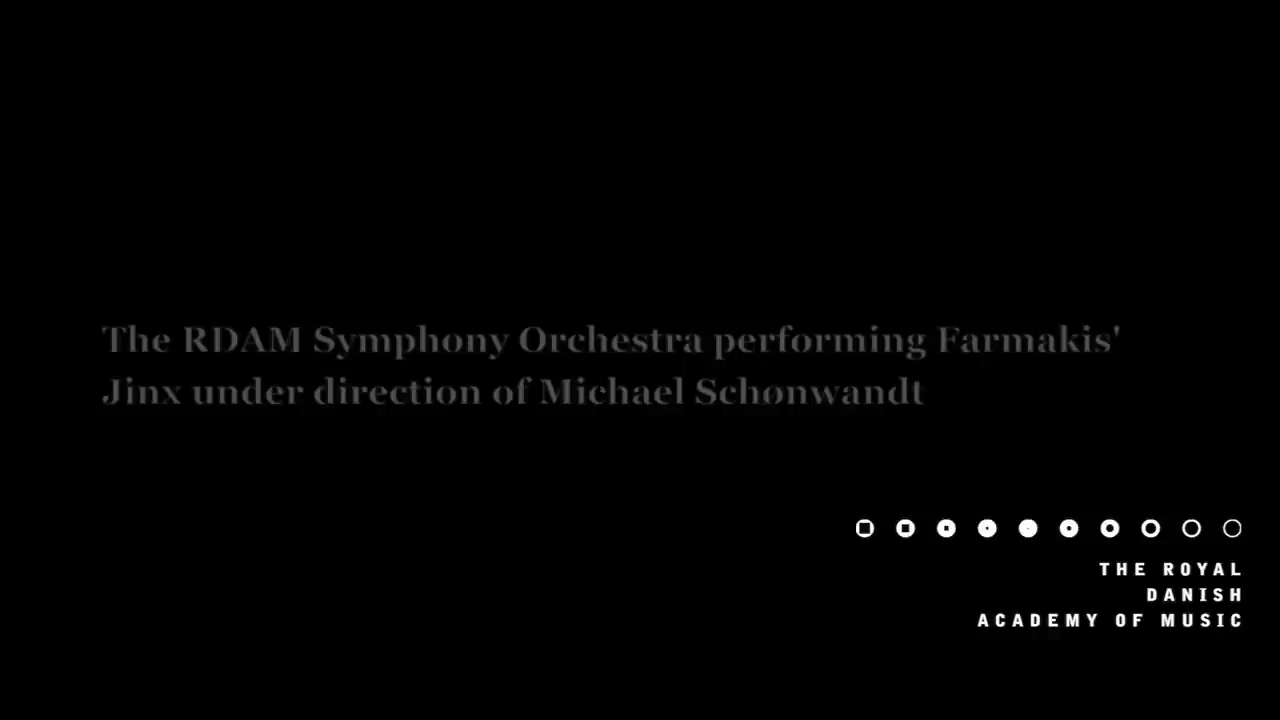 The RDAM Symphony Orchestra performing Farmakis'
Jinx under direction of Michael Schønwandt
THE ROYAL
DANISH
ACADEMY OF MUSIC